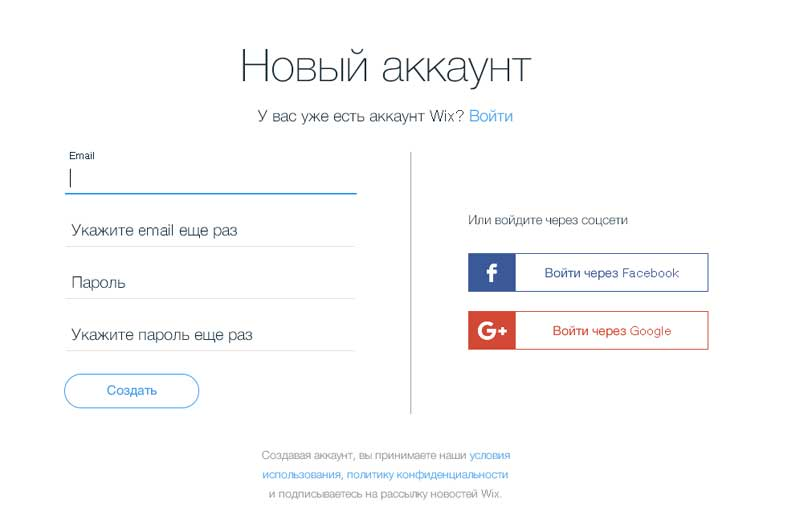 Новый аккаунт
У вас уже есть аккаунт Wix? Войти
Email
Укажите email еще раз
Пароль
Укажите пароль еще раз
Создать
Или войдите через соцсети
f Войти через Facebook
G+ Войти через Google
Создавая аккаунт, вы принимаете наши условия
использования, политику конфиденциальности
и подписываетесь на рассылку новостей Wix.